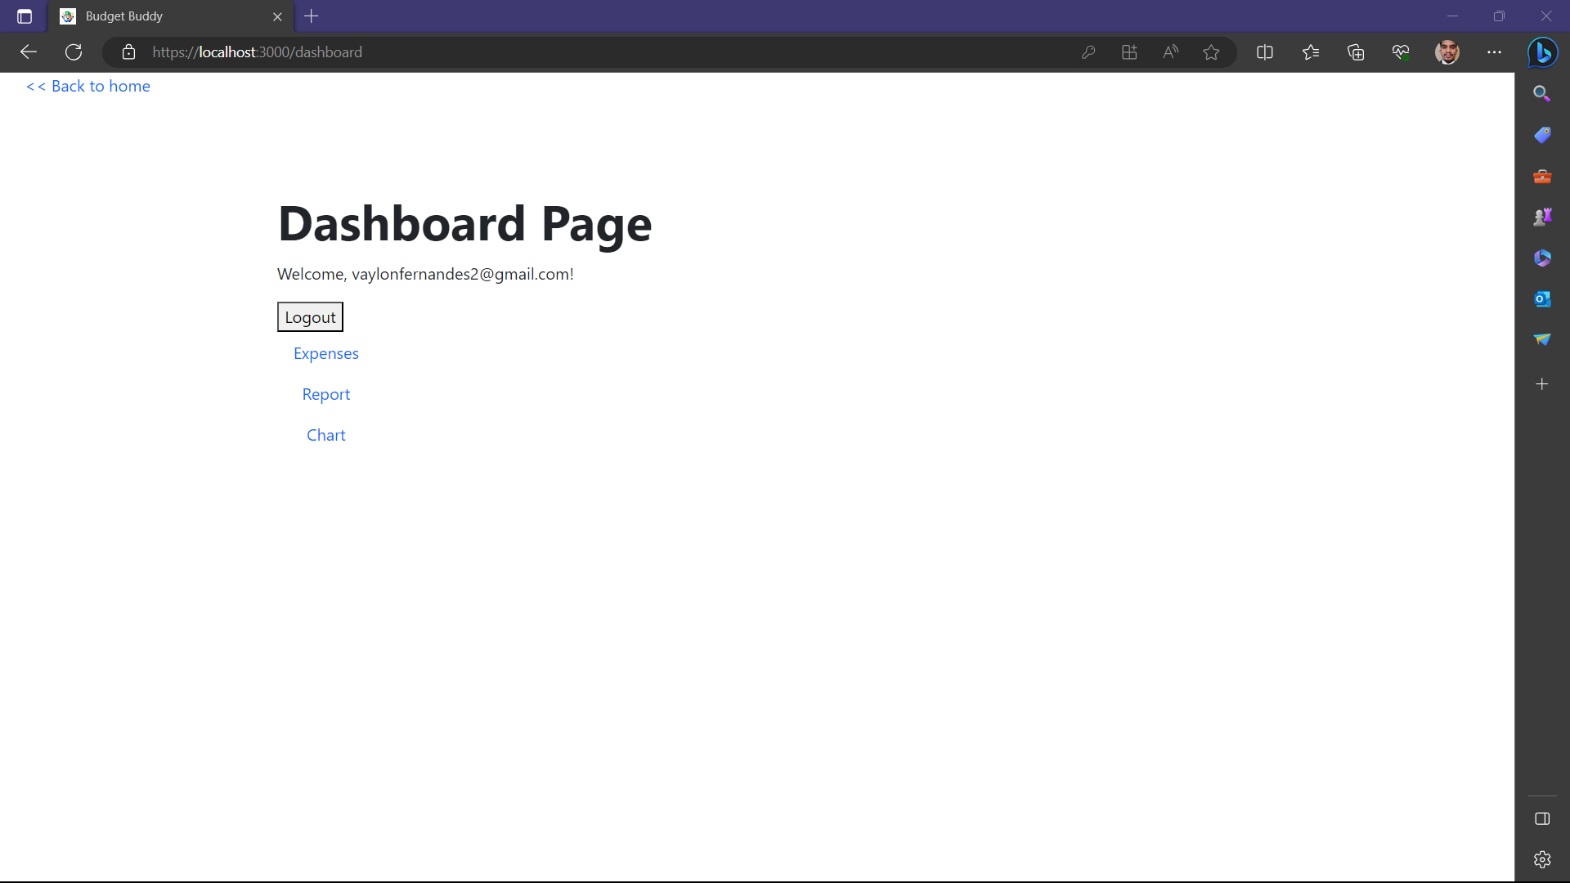 Budget Buddy
https://localhost:3000/dashboard
<< Back to home
Dashboard Page
Welcome, vaylonfernandes2@gmail.com!
Logout
Expenses
Report
Chart